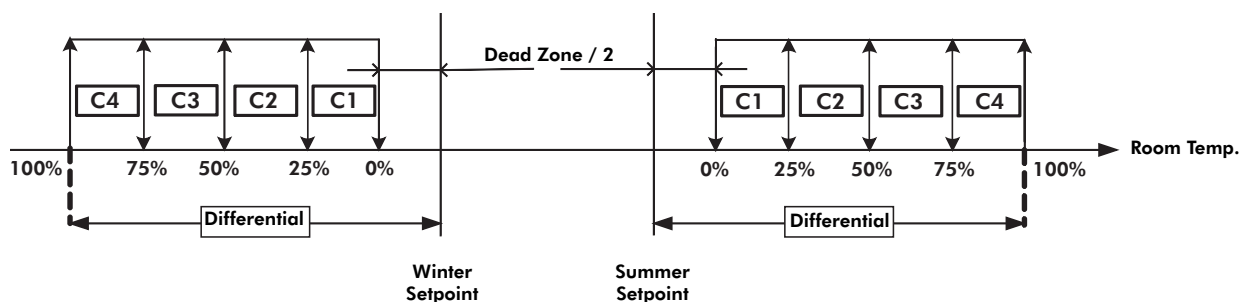 Dead Zone / 2
C4 C3 C2 C1 C1 C2 C3 C4
Room Temp.
100% 75% 50% 25% 0% 0% 25% 50% 75% 100%
Differential Differential
Winter Setpoint
Summer Setpoint